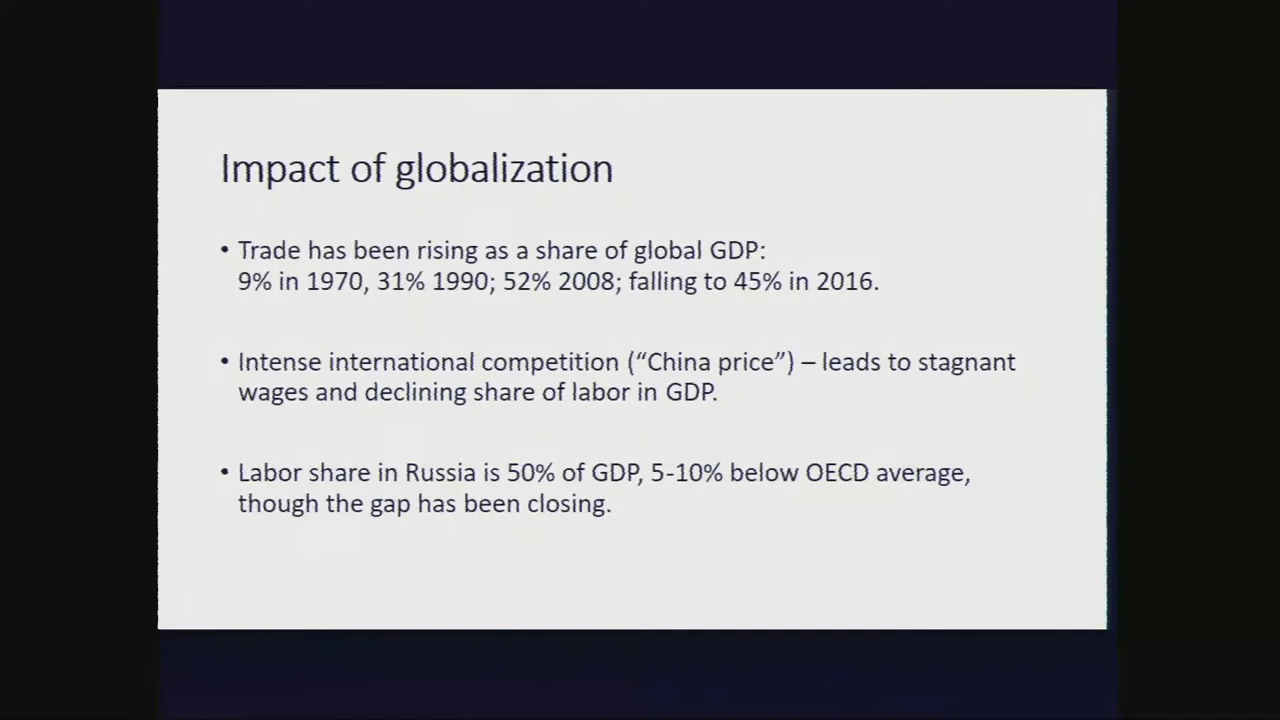 Impact of globalization
• Trade has been rising as a share of global GDP:
9% in 1970, 31% 1990; 52% 2008; falling to 45% in 2016.
• Intense international competition (“China price”) – leads to stagnant
wages and declining share of labor in GDP.
• Labor share in Russia is 50% of GDP, 5-10% below OECD average,
though the gap has been closing.